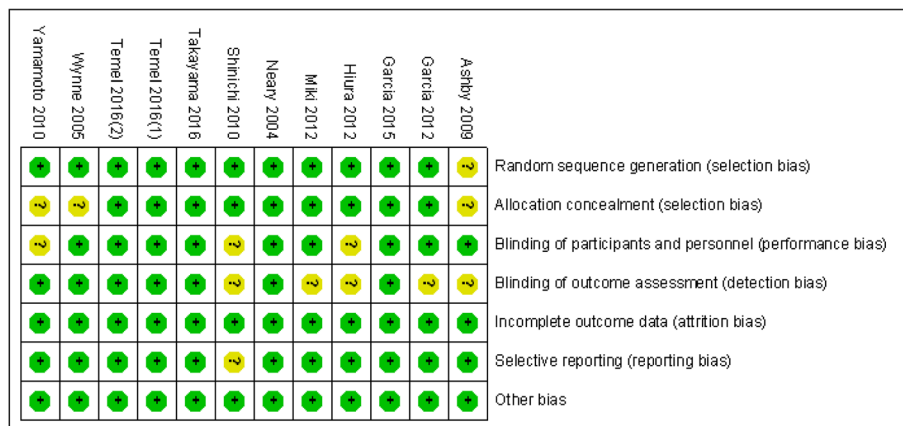 Yamamoto 2010
Wynne 2005
Temel 2016(2)
Temel 2016(1)
Takayama 2016
Shinichi 2010
Neary 2004
Miki 2012
Hiura 2012
Garcia 2015
Garcia 2012
Ashby 2009
+ + + + + + + + + + + ? Random sequence generation (selection bias)
? ? + + + + + + + + + ? Allocation concealment (selection bias)
? + + + + ? + + ? + + + Blinding of participants and personnel (performance bias)
+ + + + + ? + ? ? + ? ? Blinding of outcome assessment (detection bias)
+ + + + + + + + + + + + Incomplete outcome data (attrition bias)
+ + + + + ? + + + + + + Selective reporting (reporting bias)
+ + + + + + + + + + + + Other bias